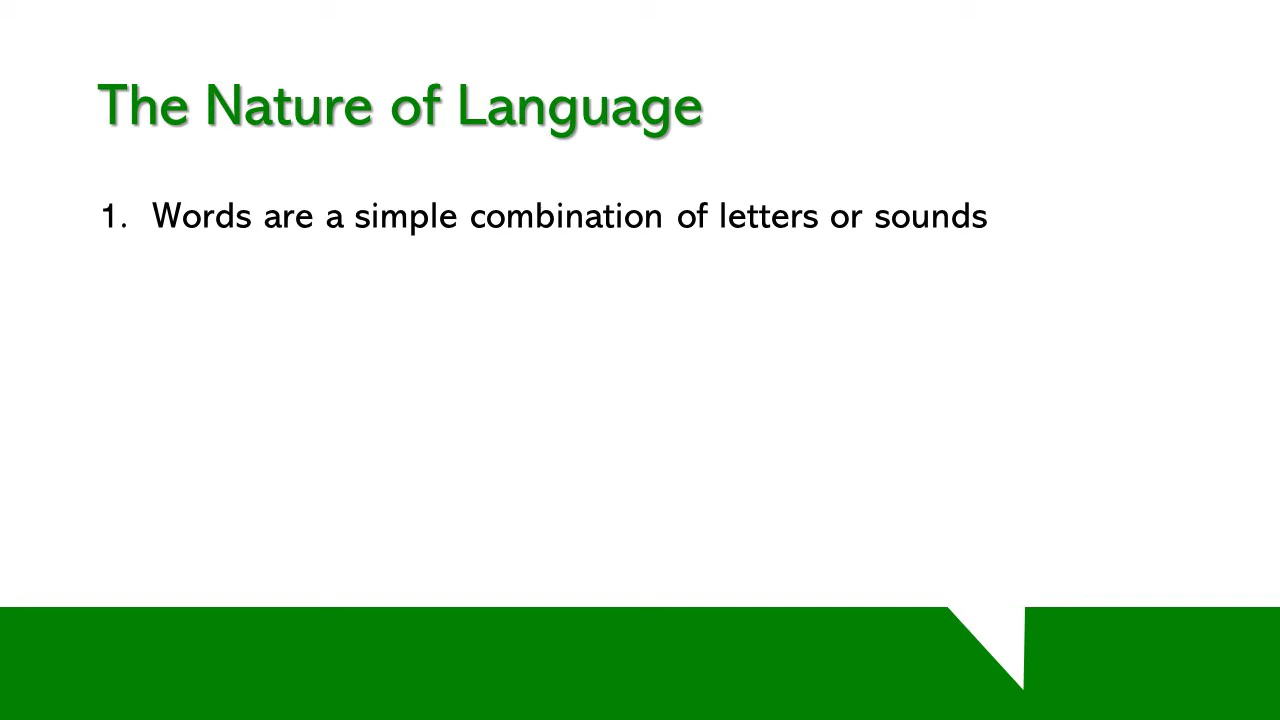 The Nature of Language
1. Words are a simple combination of letters or sounds